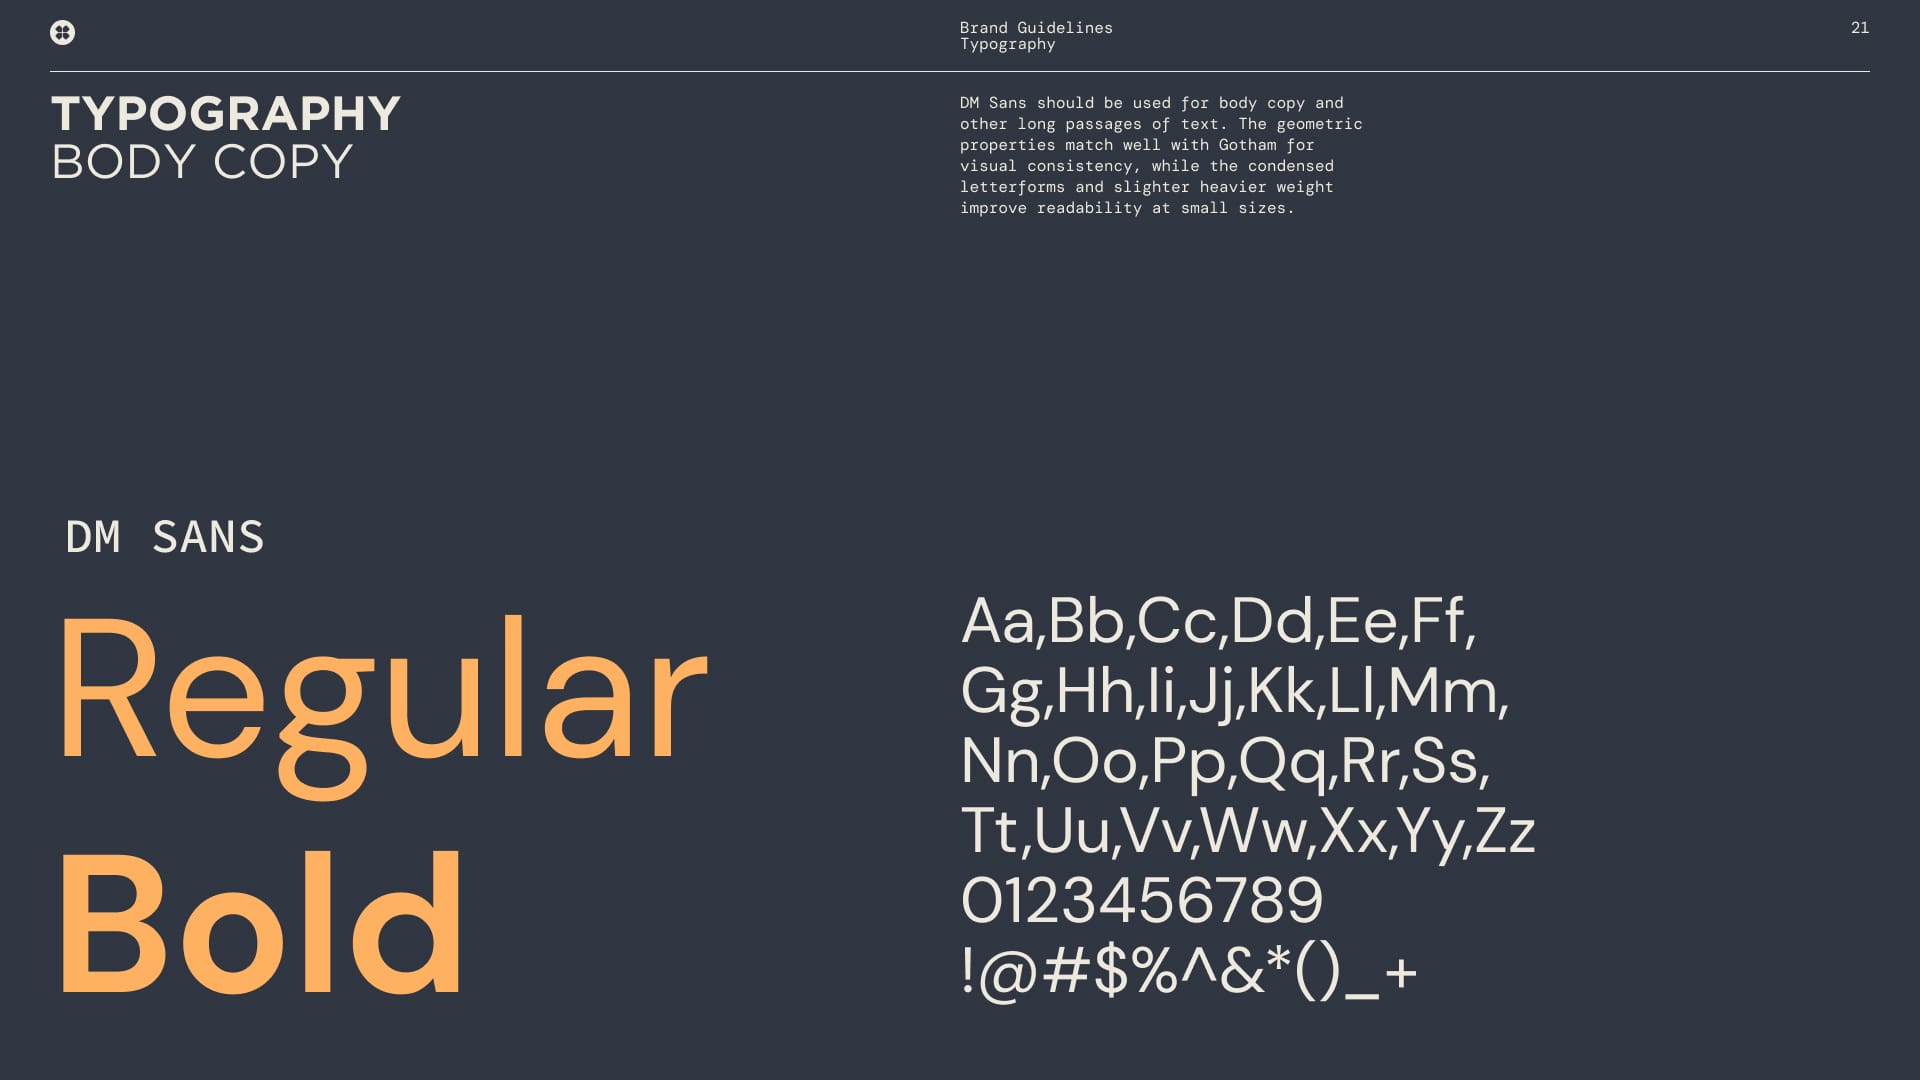 Brand Guidelines
Typography
21
TYPOGRAPHY
BODY COPY
DM Sans should be used for body copy and
other long passages of text. The geometric
properties match well with Gotham for
visual consistency, while the condensed
letterforms and slighter heavier weight
improve readability at small sizes.
DM SANS
Regular
Bold
Aa,Bb,Cc,Dd,Ee,Ff,
Gg,Hh,Ii,Jj,Kk,Ll,Mm,
Nn,Oo,Pp,Qq,Rr,Ss,
Tt,Uu,Vv,Ww,Xx,Yy,Zz
0123456789
!@#$%^&*()_+